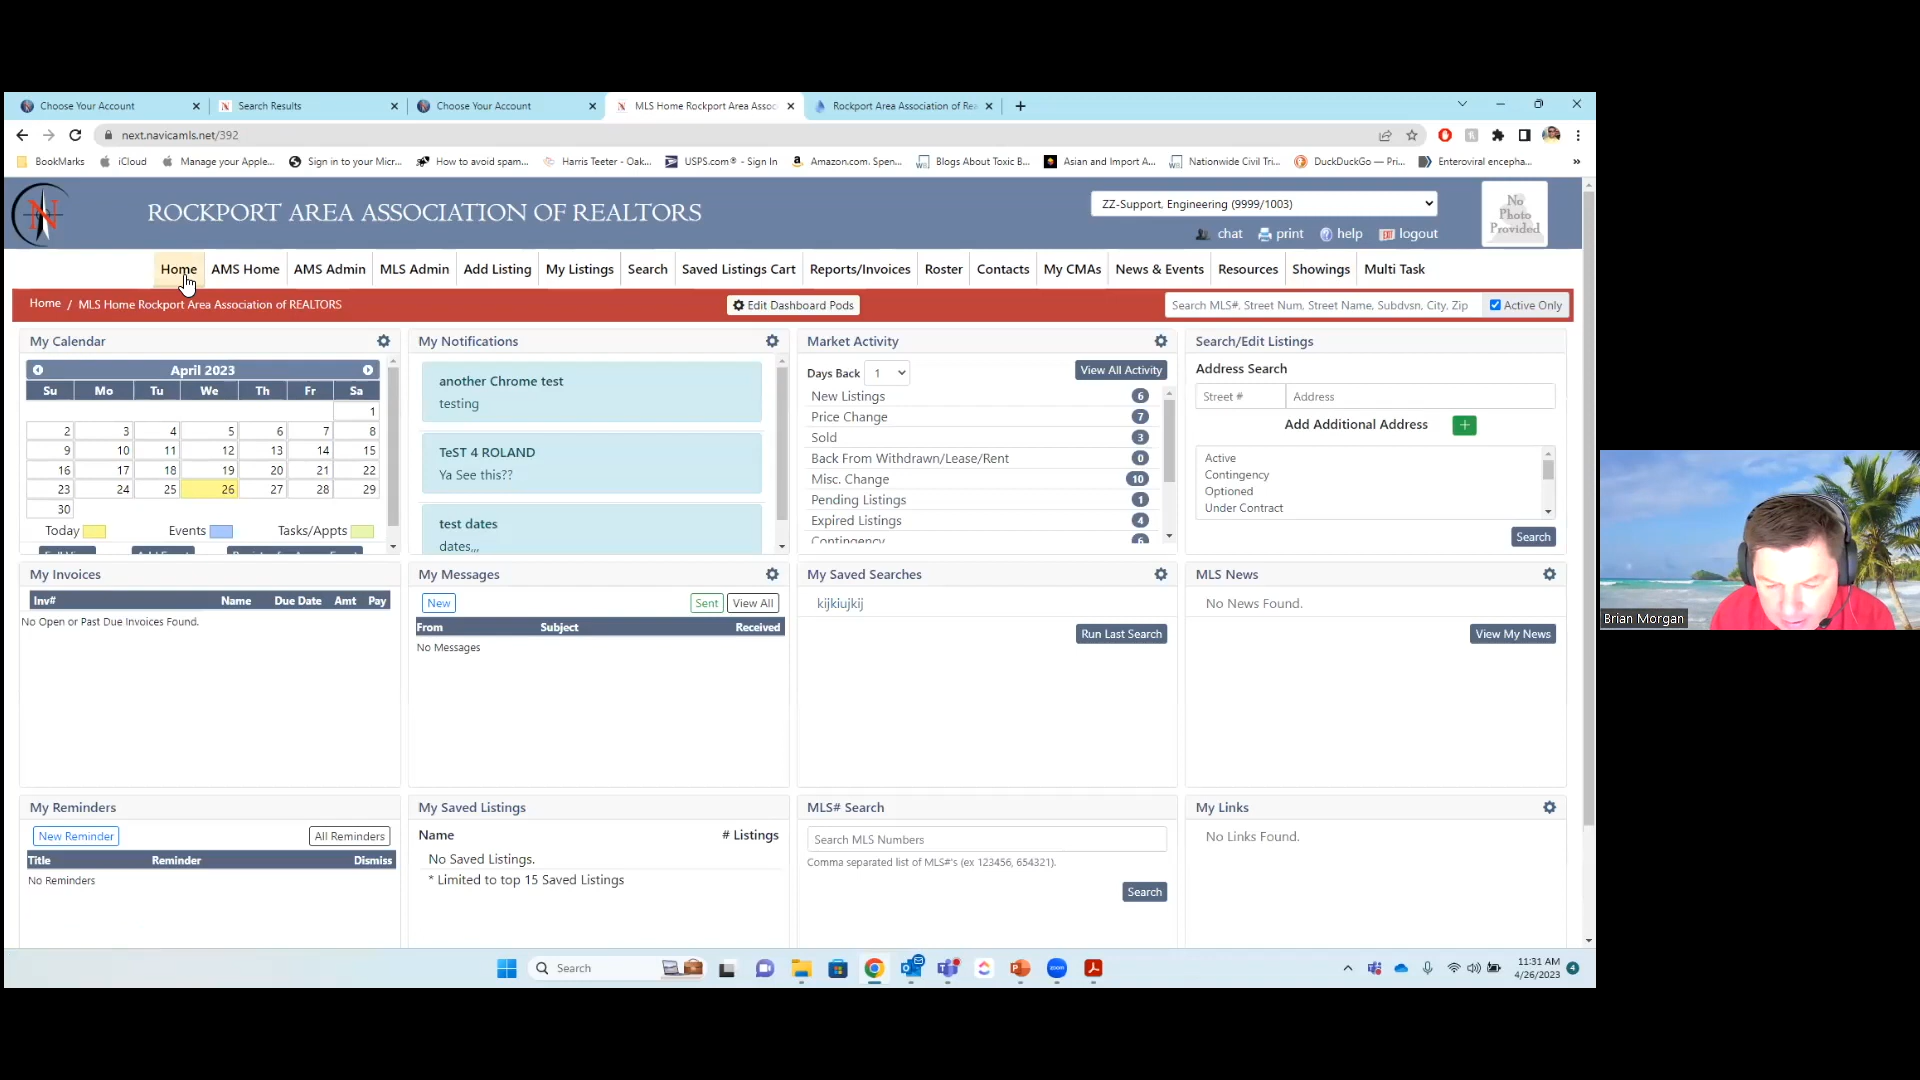 Choose Your Account
Search Results
Choose Your Account
MLS Home Rockport Area Assoc
Rockport Area Association of Rea
next.navicamls.net/392
BookMarks
iCloud
Manage your Apple...
Sign in to your Micr...
How to avoid spam...
Harris Teeter - Oak...
USPS.com® - Sign In
Amazon.com. Spen...
Blogs About Toxic B...
Asian and Import A...
Nationwide Civil Tri...
DuckDuckGo — Pri...
Enteroviral encepha...
»
N
ROCKPORT AREA ASSOCIATION OF REALTORS
ZZ-Support, Engineering (9999/1003)
No Photo Provided
chat print help logout
Home AMS Home AMS Admin MLS Admin Add Listing My Listings Search Saved Listings Cart Reports/Invoices Roster Contacts My CMAs News & Events Resources Showings Multi Task
Home / MLS Home Rockport Area Association of REALTORS
Edit Dashboard Pods
Search MLS#, Street Num, Street Name, Subdvsn, City, Zip
Active Only
My Calendar
April 2023
Su Mo Tu We Th Fr Sa
1
2 3 4 5 6 7 8
9 10 11 12 13 14 15
16 17 18 19 20 21 22
23 24 25 26 27 28 29
30
Today Events Tasks/Appts
My Notifications
another Chrome test
testing
TeST 4 ROLAND
Ya See this??
test dates
dates,,,
Market Activity
Days Back 1 View All Activity
New Listings 6
Price Change 7
Sold 3
Back From Withdrawn/Lease/Rent 0
Misc. Change 10
Pending Listings 1
Expired Listings 4
Contingency 6
Search/Edit Listings
Address Search
Street # Address
Add Additional Address +
Active
Contingency
Optioned
Under Contract
Search
My Invoices
Inv# Name Due Date Amt Pay
No Open or Past Due Invoices Found.
My Messages
New Sent View All
From Subject Received
No Messages
My Saved Searches
kijkiujkij
Run Last Search
MLS News
No News Found.
View My News
My Reminders
New Reminder All Reminders
Title Reminder Dismiss
No Reminders
My Saved Listings
Name # Listings
No Saved Listings.
* Limited to top 15 Saved Listings
MLS# Search
Search MLS Numbers
Comma separated list of MLS#'s (ex 123456, 654321).
Search
My Links
No Links Found.
Brian Morgan
Search
zoom
11:31 AM
4/26/2023
4